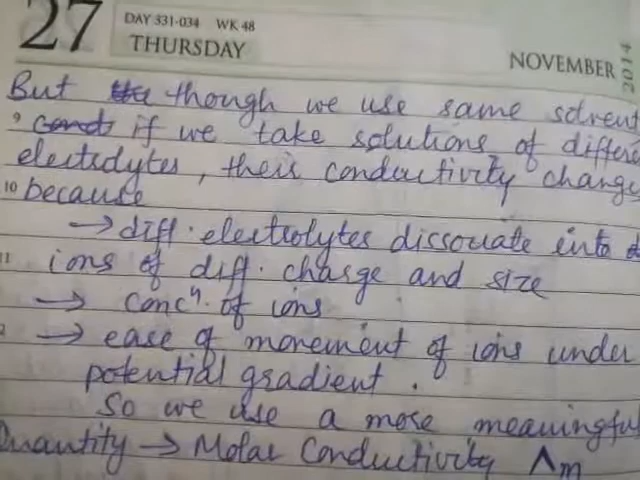 27
DAY 331-034 WK 48
THURSDAY
NOVEMBER
2014
But though we use same solvent
9 if we take solutions of differe
electrolytes, their conductivity change
10 because
→ diff. electrolytes dissociate into
11 ions of diff. charge and size
→ concⁿ. of ions
→ ease of movement of ions under
potential gradient.
So we use a more meaningful
Quantity → Molar Conductivity Λm